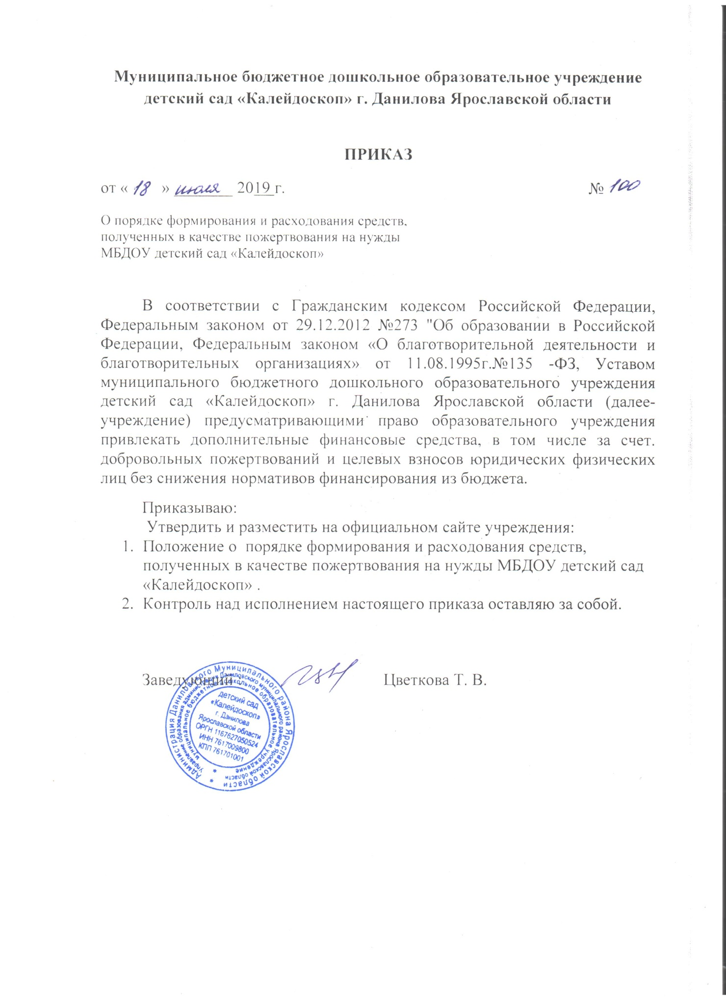 Муниципальное бюджетное дошкольное образовательное учреждение
детский сад «Калейдоскоп» г. Данилова Ярославской области
ПРИКАЗ
от « 18 » июля 2019 г. № 100
О порядке формирования и расходования средств,
полученных в качестве пожертвования на нужды
МБДОУ детский сад «Калейдоскоп»
В соответствии с Гражданским кодексом Российской Федерации,
Федеральным законом от 29.12.2012 №273 "Об образовании в Российской
Федерации, Федеральным законом «О благотворительной деятельности и
благотворительных организациях» от 11.08.1995г.№135 -ФЗ, Уставом
муниципального бюджетного дошкольного образовательного учреждения
детский сад «Калейдоскоп» г. Данилова Ярославской области (далее-
учреждение) предусматривающими право образовательного учреждения
привлекать дополнительные финансовые средства, в том числе за счет.
добровольных пожертвований и целевых взносов юридических физических
лиц без снижения нормативов финансирования из бюджета.
Приказываю:
Утвердить и разместить на официальном сайте учреждения:
1. Положение о порядке формирования и расходования средств,
полученных в качестве пожертвования на нужды МБДОУ детский сад
«Калейдоскоп» .
2. Контроль над исполнением настоящего приказа оставляю за собой.
Заведующий Цветкова Т. В.
Администрация Даниловского Муниципального района Ярославской области
Управление образования администрации Даниловского муниципального района Ярославской области
муниципальное бюджетное дошкольное образовательное учреждение
детский сад
«Калейдоскоп»
г. Данилова
Ярославской области
ОРГН 1167627050524
ИНН 7617009800
КПП 761701001